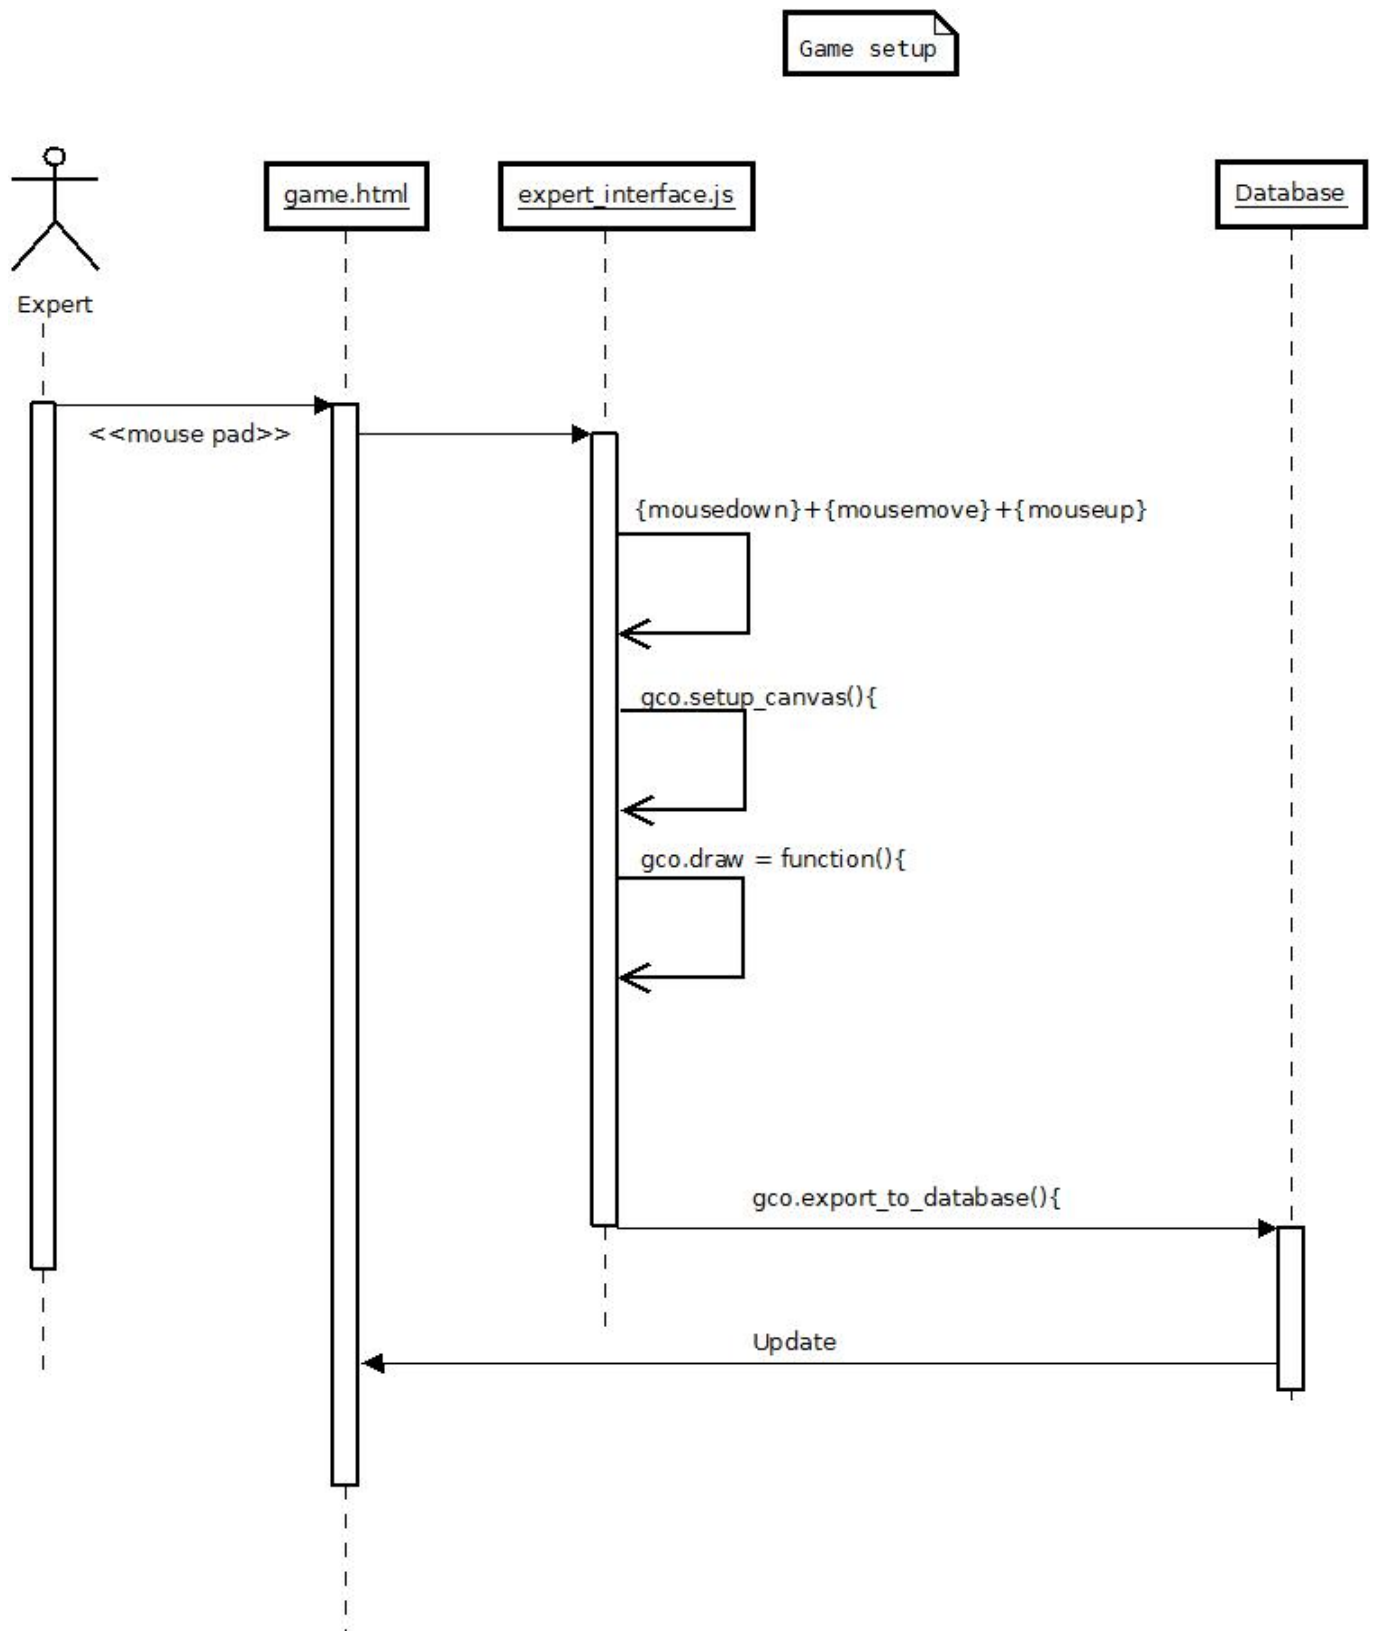 Game setup
game.html
expert_interface.js
Database
Expert
<<mouse pad>>
{mousedown}+{mousemove}+{mouseup}
gco.setup_canvas(){
gco.draw = function(){
gco.export_to_database(){
Update